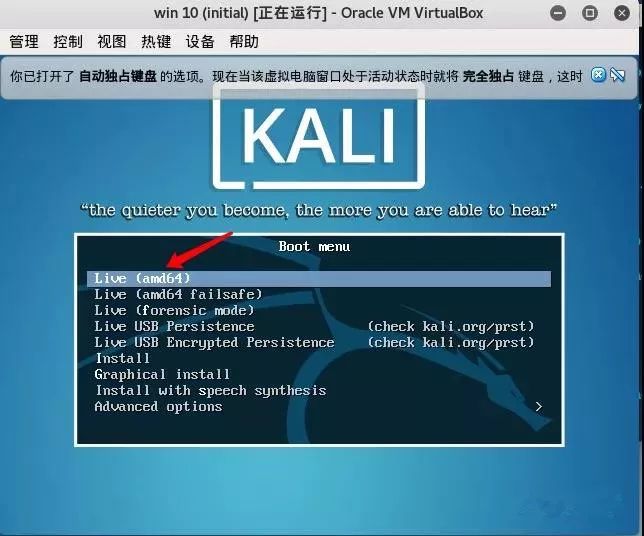 win 10 (initial) [正在运行] - Oracle VM VirtualBox
管理 控制 视图 热键 设备 帮助
你已打开了 自动独占键盘 的选项。现在当该虚拟电脑窗口处于活动状态时就将 完全独占 键盘，这时
KALI
“the quieter you become, the more you are able to hear”
Boot menu
Live (amd64)
Live (amd64 failsafe)
Live (forensic mode)
Live USB Persistence (check kali.org/prst)
Live USB Encrypted Persistence (check kali.org/prst)
Install
Graphical install
Install with speech synthesis
Advanced options >